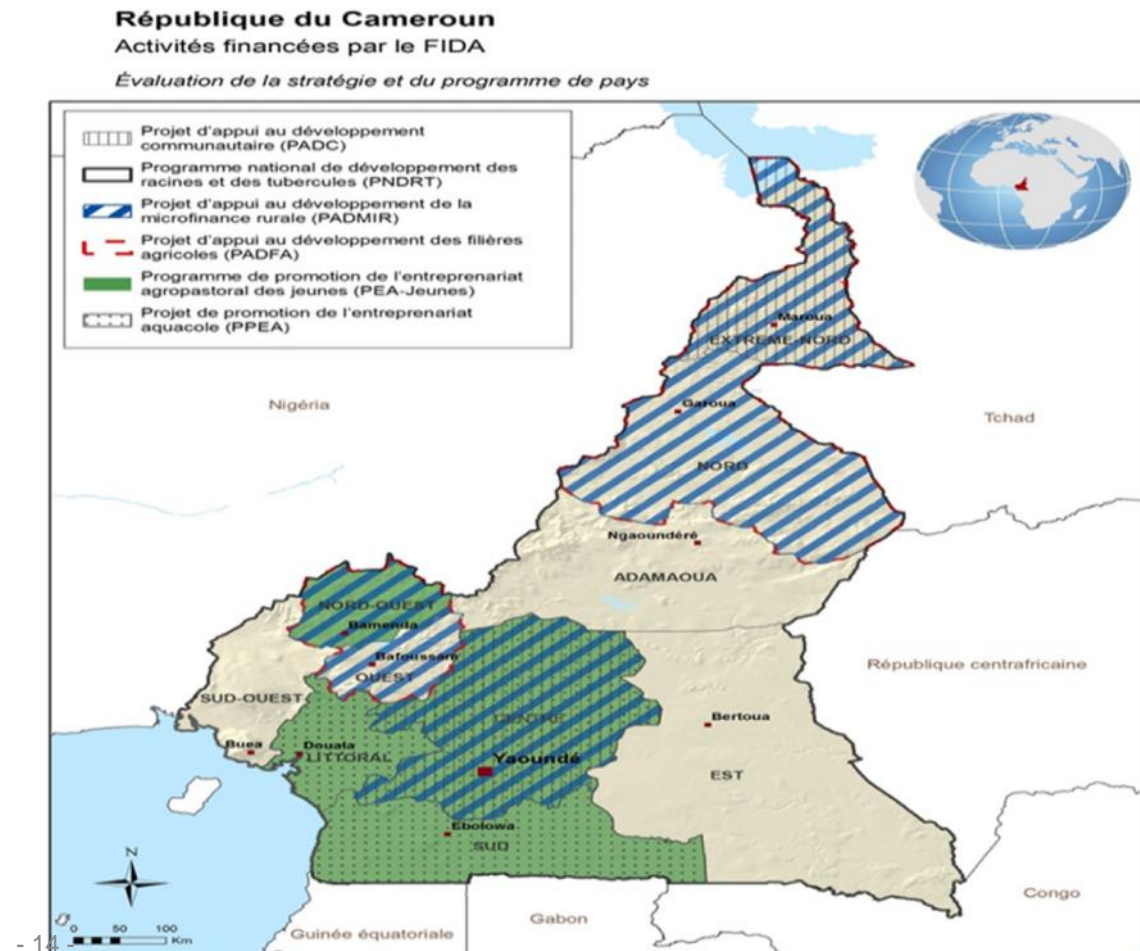 République du Cameroun
Activités financées par le FIDA
Évaluation de la stratégie et du programme de pays
Projet d'appui au développement
communautaire (PADC)
Programme national de développement des
racines et des tubercules (PNDRT)
Projet d'appui au développement de la
microfinance rurale (PADMIR)
Projet d'appui au développement des filières
agricoles (PADFA)
Programme de promotion de l'entreprenariat
agropastoral des jeunes (PEA-Jeunes)
Projet de promotion de l'entreprenariat
aquacole (PPEA)
Maroua
EXTRÊME-NORD
Nigéria
Garoua
Tchad
NORD
Ngaoundéré
ADAMAOUA
NORD-OUEST
Bamenda
Bafoussam
République centrafricaine
OUEST
SUD-OUEST
CENTRE
Bertoua
Buea
Douala
LITTORAL
Yaoundé
EST
Ebolowa
SUD
N
Congo
Gabon
Guinée équatoriale
0 50 100
Km
- 14 -